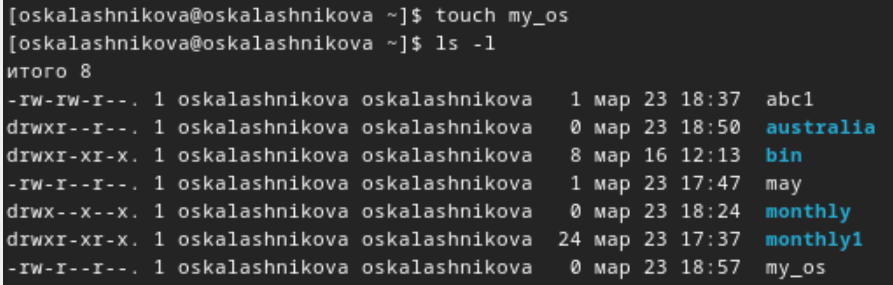 [oskalashnikova@oskalashnikova ~]$ touch my_os
[oskalashnikova@oskalashnikova ~]$ ls -l
итого 8
-rw-rw-r--. 1 oskalashnikova oskalashnikova  1 мар 23 18:37 abc1
drwxr--r--. 1 oskalashnikova oskalashnikova  0 мар 23 18:50 australia
drwxr-xr-x. 1 oskalashnikova oskalashnikova  8 мар 16 12:13 bin
-rw-r--r--. 1 oskalashnikova oskalashnikova  1 мар 23 17:47 may
drwx--x--x. 1 oskalashnikova oskalashnikova  0 мар 23 18:24 monthly
drwxr-xr-x. 1 oskalashnikova oskalashnikova 24 мар 23 17:37 monthly1
-rw-r--r--. 1 oskalashnikova oskalashnikova  0 мар 23 18:57 my_os